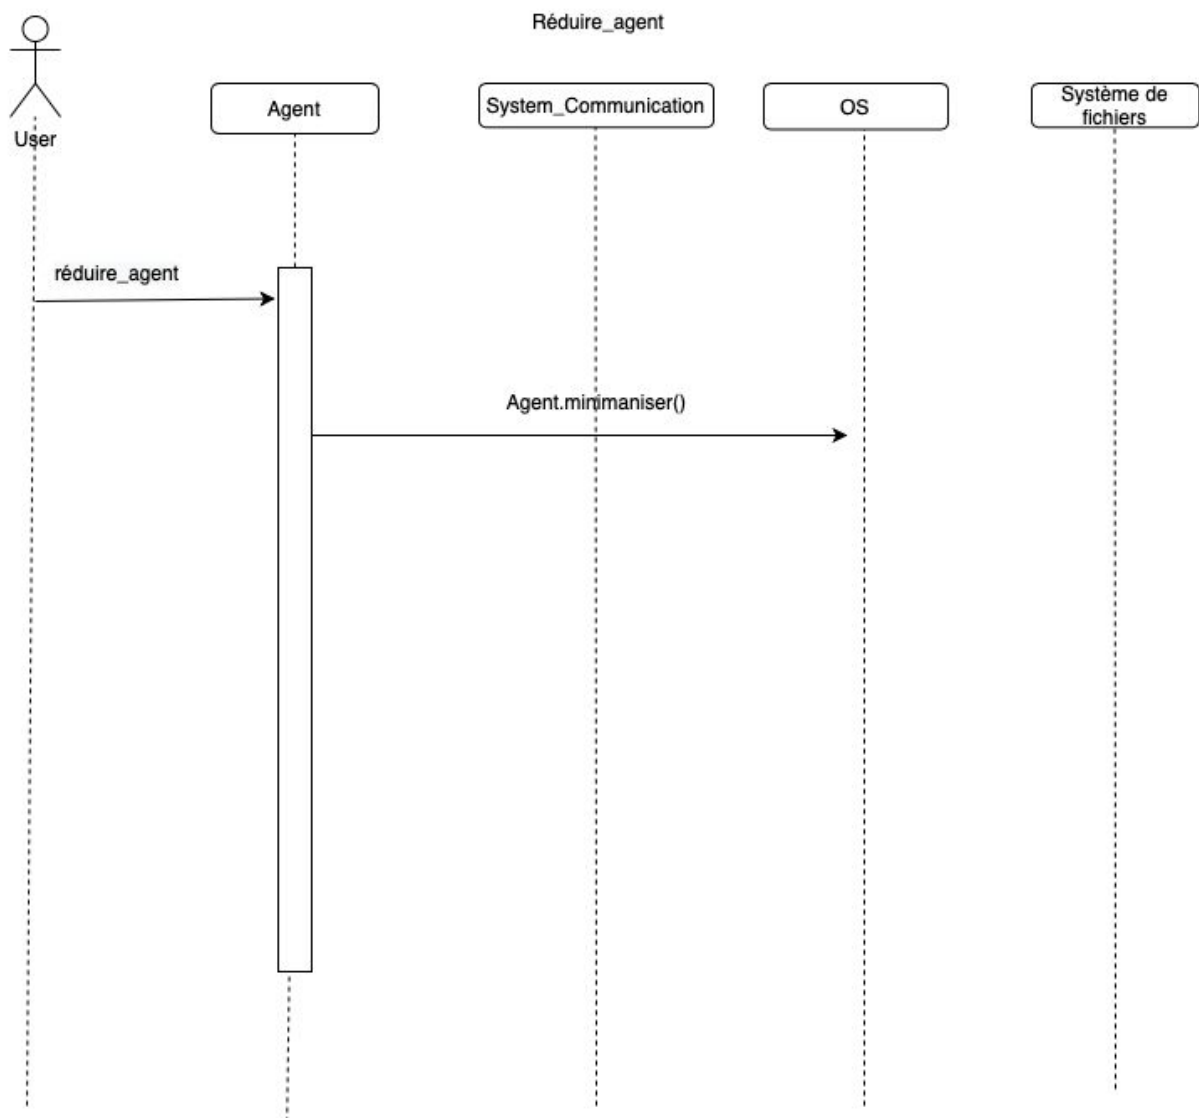 Réduire_agent
User
Agent
System_Communication
OS
Système de
fichiers
réduire_agent
Agent.minimaniser()